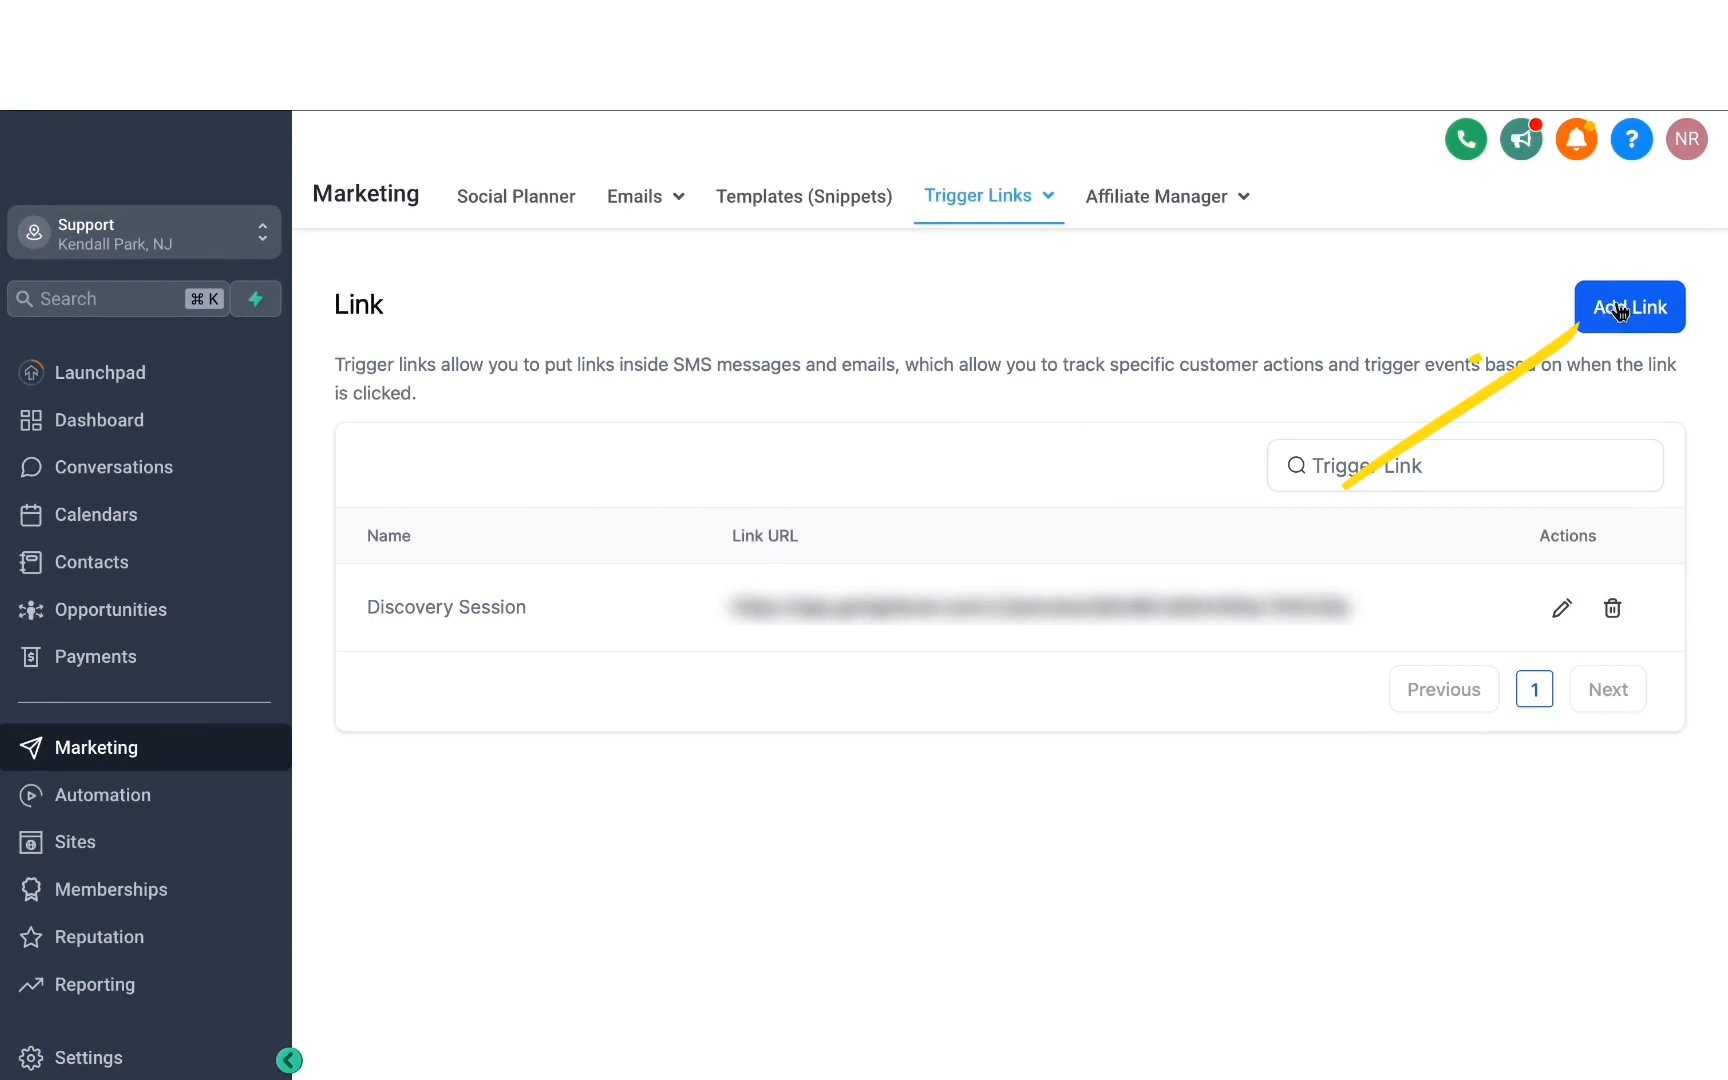 NR
Marketing
Social Planner
Emails
Templates (Snippets)
Trigger Links
Affiliate Manager
Support
Kendall Park, NJ
Search
⌘ K
Launchpad
Dashboard
Conversations
Calendars
Contacts
Opportunities
Payments
Marketing
Automation
Sites
Memberships
Reputation
Reporting
Settings
Link
Add Link
Trigger links allow you to put links inside SMS messages and emails, which allow you to track specific customer actions and trigger events based on when the link
is clicked.
Trigger Link
Name
Link URL
Actions
Discovery Session
Previous
1
Next